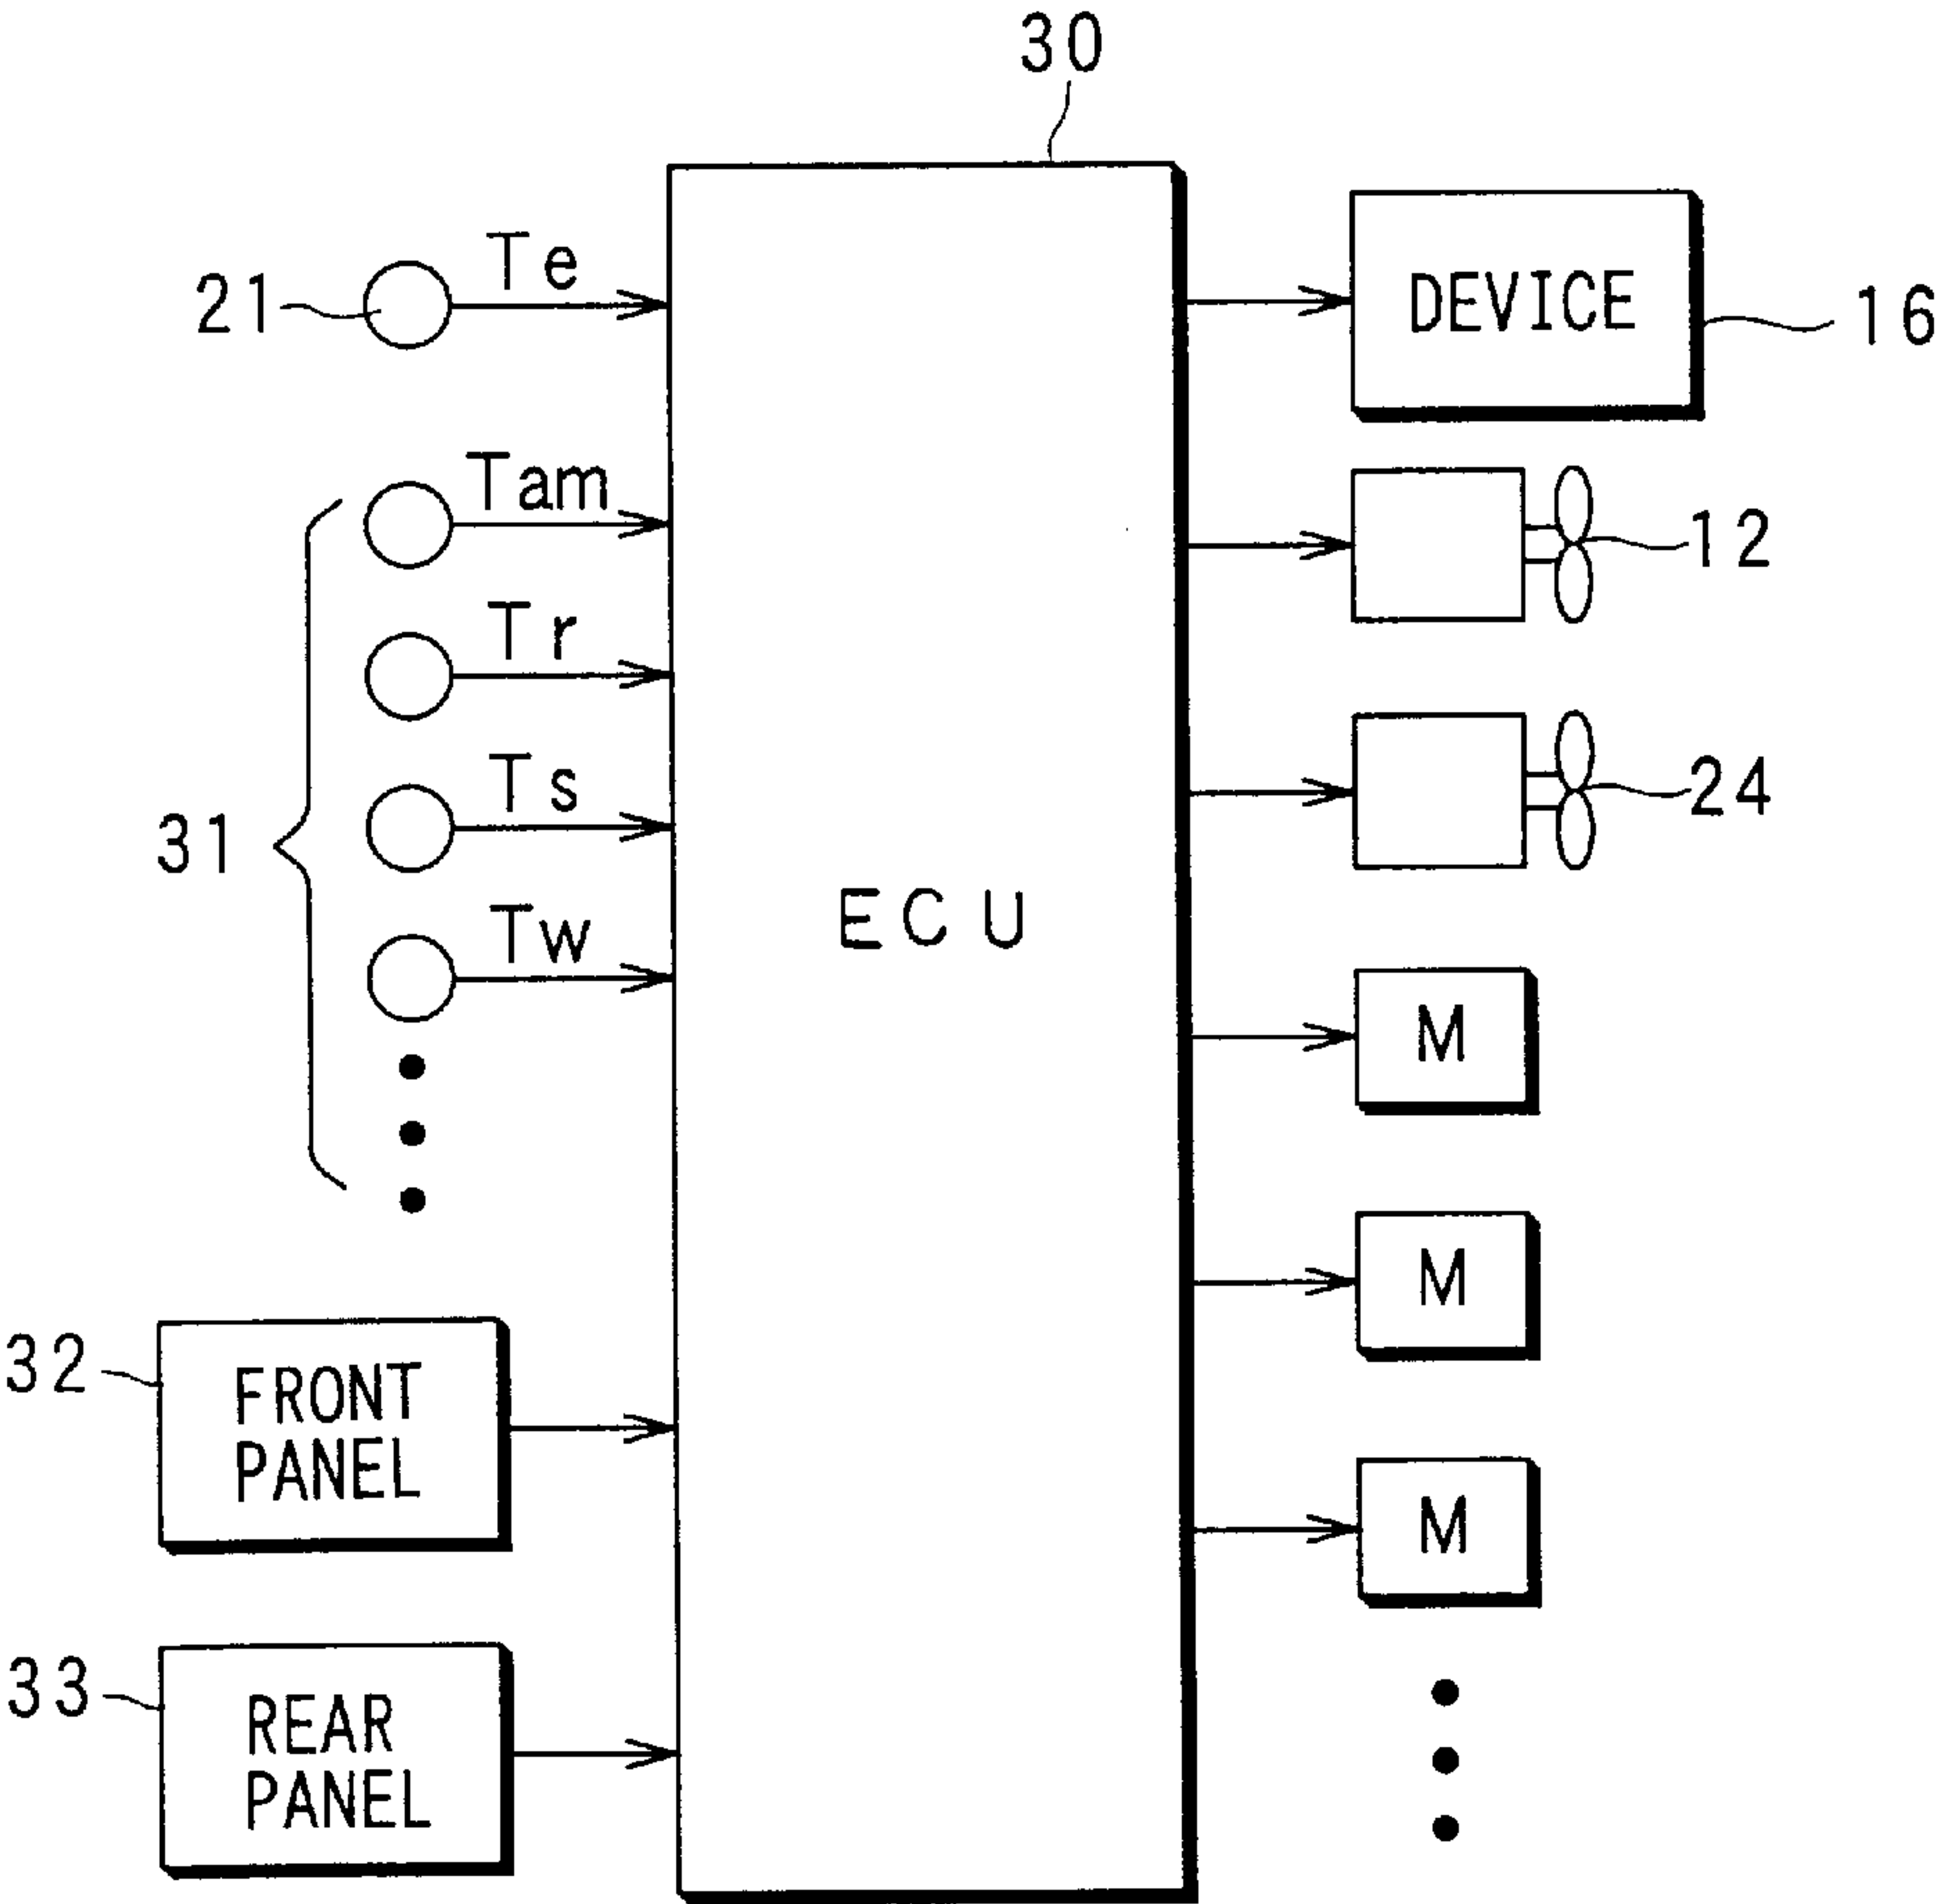 30
Te
21
DEVICE
16
Tam
12
Tr
Ts
24
31
Tw
ECU
M
M
32
FRONT
PANEL
M
33
REAR
PANEL